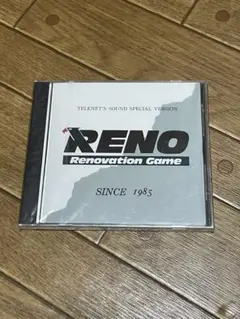 TELENET'S SOUND SPECIAL VERSION
RENO
Renovation Game
SINCE 1985